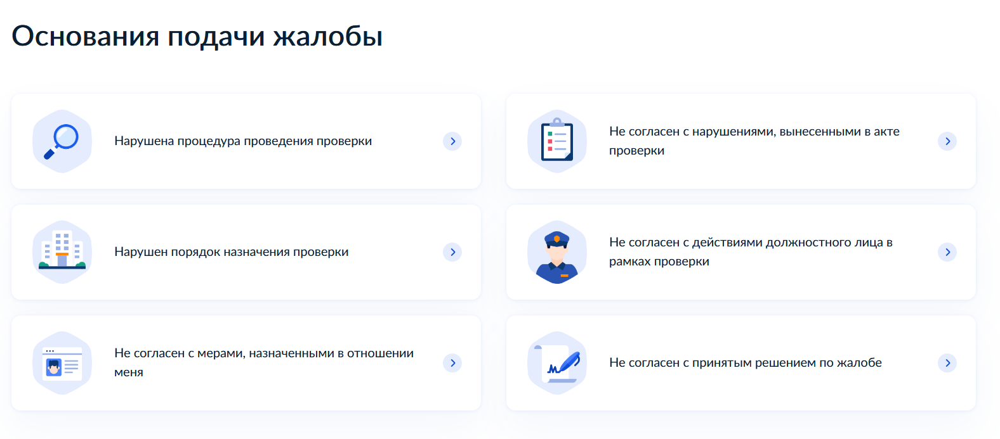 Основания подачи жалобы
Нарушена процедура проведения проверки
Не согласен с нарушениями, вынесенными в акте
проверки
Нарушен порядок назначения проверки
Не согласен с действиями должностного лица в
рамках проверки
Не согласен с мерами, назначенными в отношении
меня
Не согласен с принятым решением по жалобе